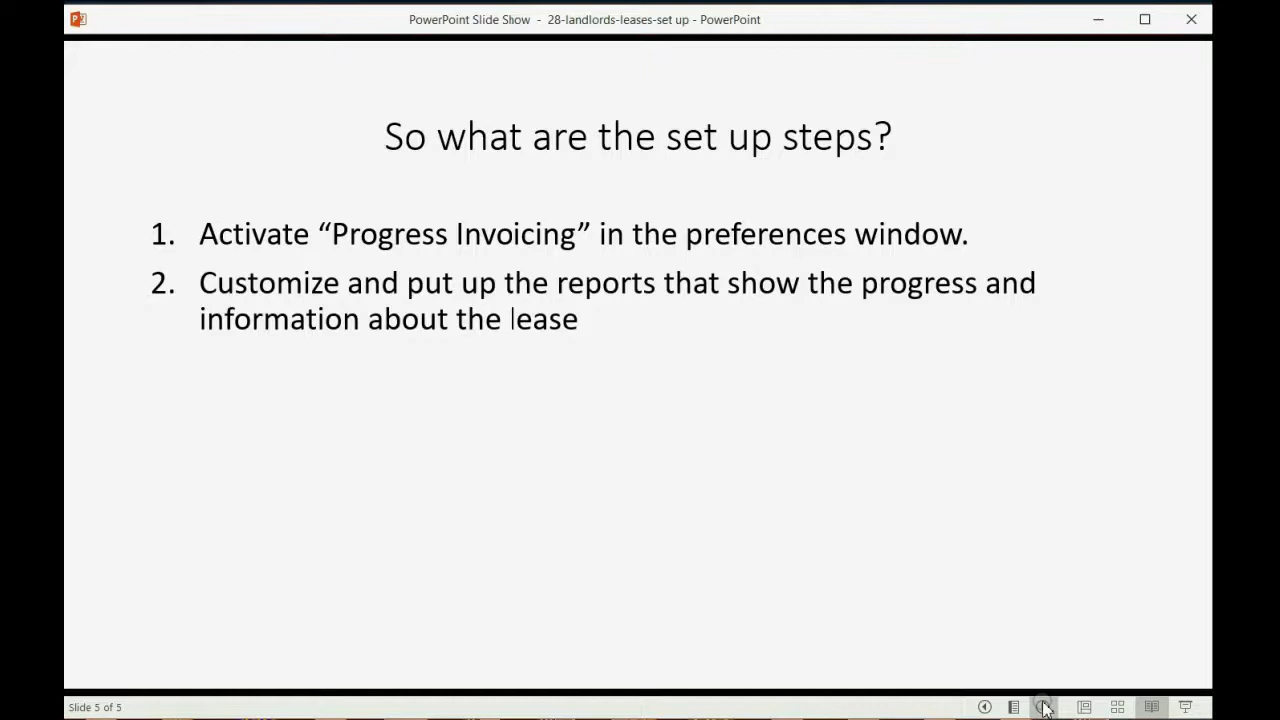 PowerPoint Slide Show - 28-landlords-leases-set up - PowerPoint
So what are the set up steps?
1. Activate “Progress Invoicing” in the preferences window.
2. Customize and put up the reports that show the progress and
information about the lease
Slide 5 of 5